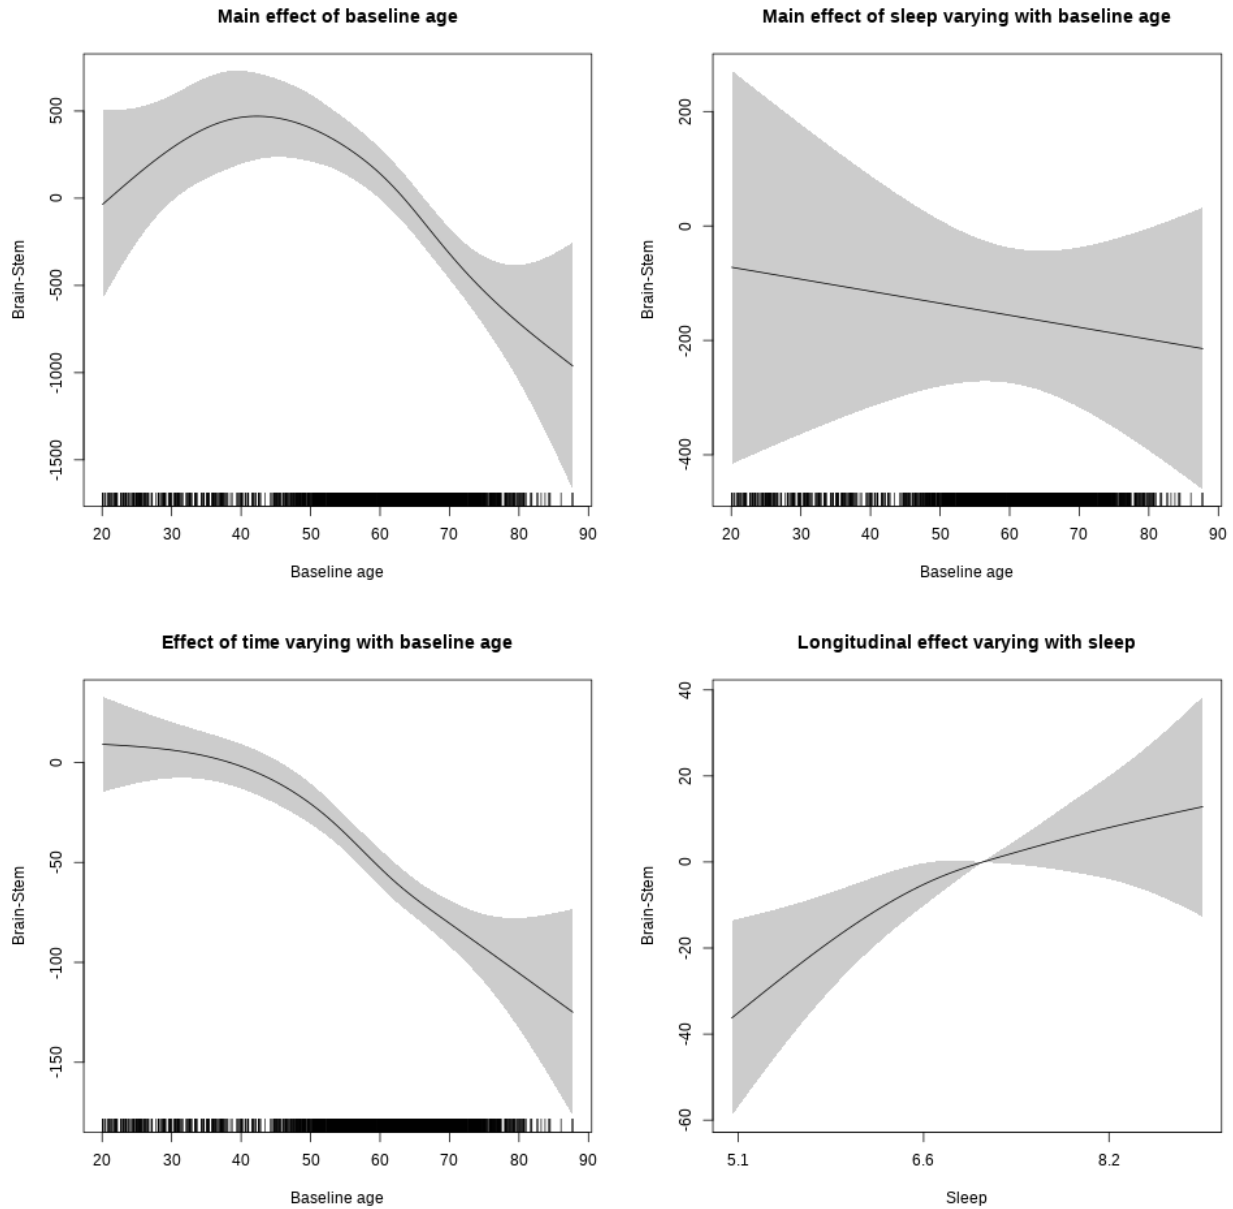 Main effect of baseline age
Brain-Stem
500
0
-500
-1000
-1500
20 30 40 50 60 70 80 90
Baseline age
Main effect of sleep varying with baseline age
Brain-Stem
200
0
-200
-400
20 30 40 50 60 70 80 90
Baseline age
Effect of time varying with baseline age
Brain-Stem
0
-50
-100
-150
20 30 40 50 60 70 80 90
Baseline age
Longitudinal effect varying with sleep
Brain-Stem
40
20
0
-20
-40
-60
5.1 6.6 8.2
Sleep